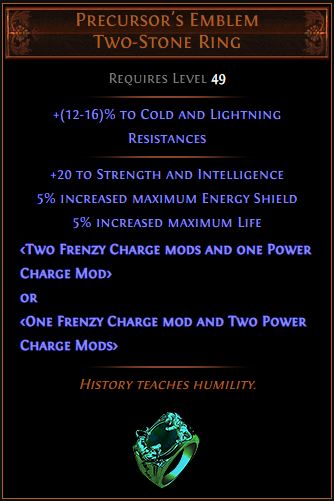 Precursor's Emblem
Two-Stone Ring
Requires Level 49
+(12-16)% to Cold and Lightning
Resistances
+20 to Strength and Intelligence
5% increased maximum Energy Shield
5% increased maximum Life
<Two Frenzy Charge mods and one Power
Charge Mod>
or
<One Frenzy Charge mod and Two Power
Charge Mods>
History teaches humility.